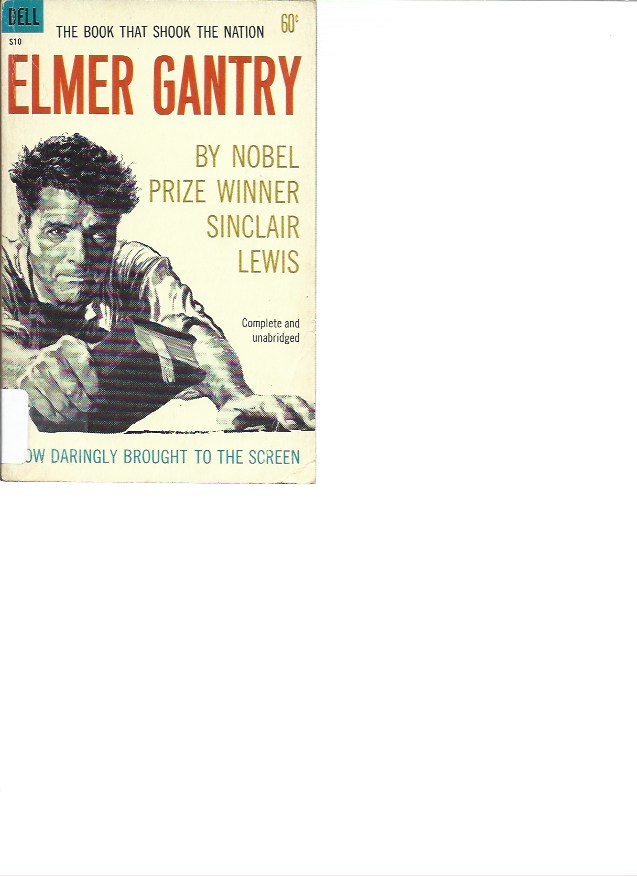 DELL
S10
THE BOOK THAT SHOOK THE NATION
60¢
ELMER GANTRY
BY NOBEL
PRIZE WINNER
SINCLAIR
LEWIS
Complete and
unabridged
OW DARINGLY BROUGHT TO THE SCREEN